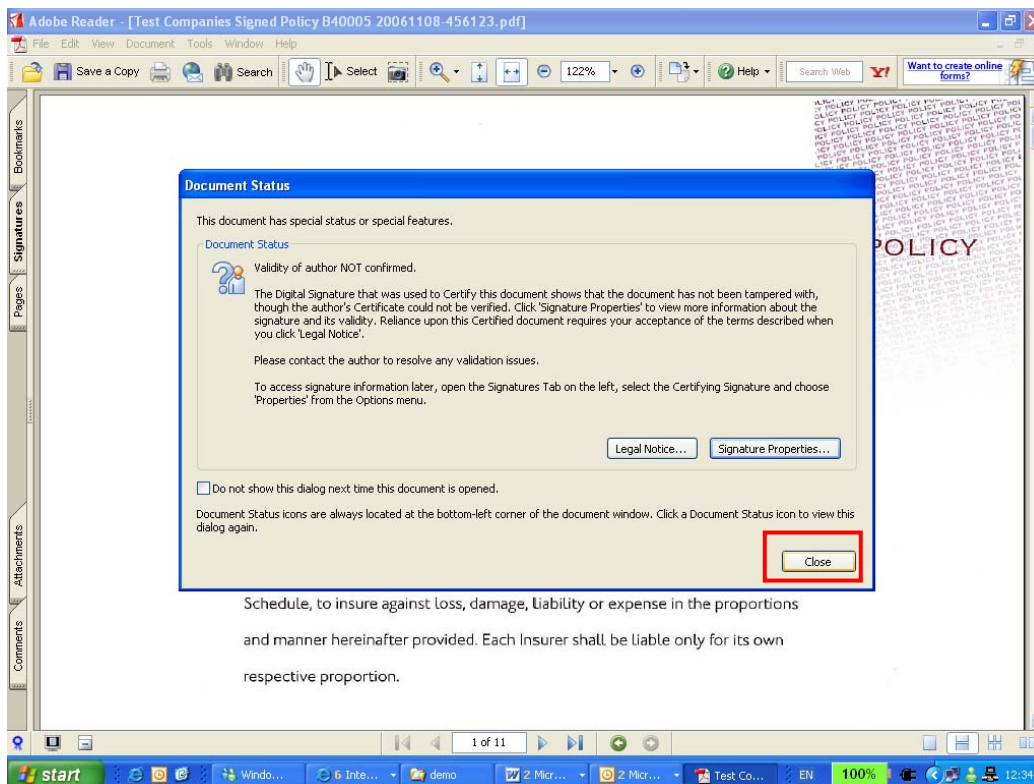 Adobe Reader - [Test Companies Signed Policy B40005 20061108-456123.pdf]
File Edit View Document Tools Window Help
Save a Copy Search Select 122% Help Search Web Y! Want to create online forms?
Bookmarks
Signatures
Pages
Attachments
Comments
POLICY
Document Status
This document has special status or special features.
Document Status
Validity of author NOT confirmed.
The Digital Signature that was used to Certify this document shows that the document has not been tampered with,
though the author's Certificate could not be verified. Click 'Signature Properties' to view more information about the
signature and its validity. Reliance upon this Certified document requires your acceptance of the terms described when
you click 'Legal Notice'.
Please contact the author to resolve any validation issues.
To access signature information later, open the Signatures Tab on the left, select the Certifying Signature and choose
'Properties' from the Options menu.
Legal Notice... Signature Properties...
Do not show this dialog next time this document is opened.
Document Status icons are always located at the bottom-left corner of the document window. Click a Document Status icon to view this
dialog again.
Close
Schedule, to insure against loss, damage, liability or expense in the proportions
and manner hereinafter provided. Each Insurer shall be liable only for its own
respective proportion.
1 of 11
start Windo... 6 Inte... demo 2 Micr... 2 Micr... Test Co... EN 100% 12:34